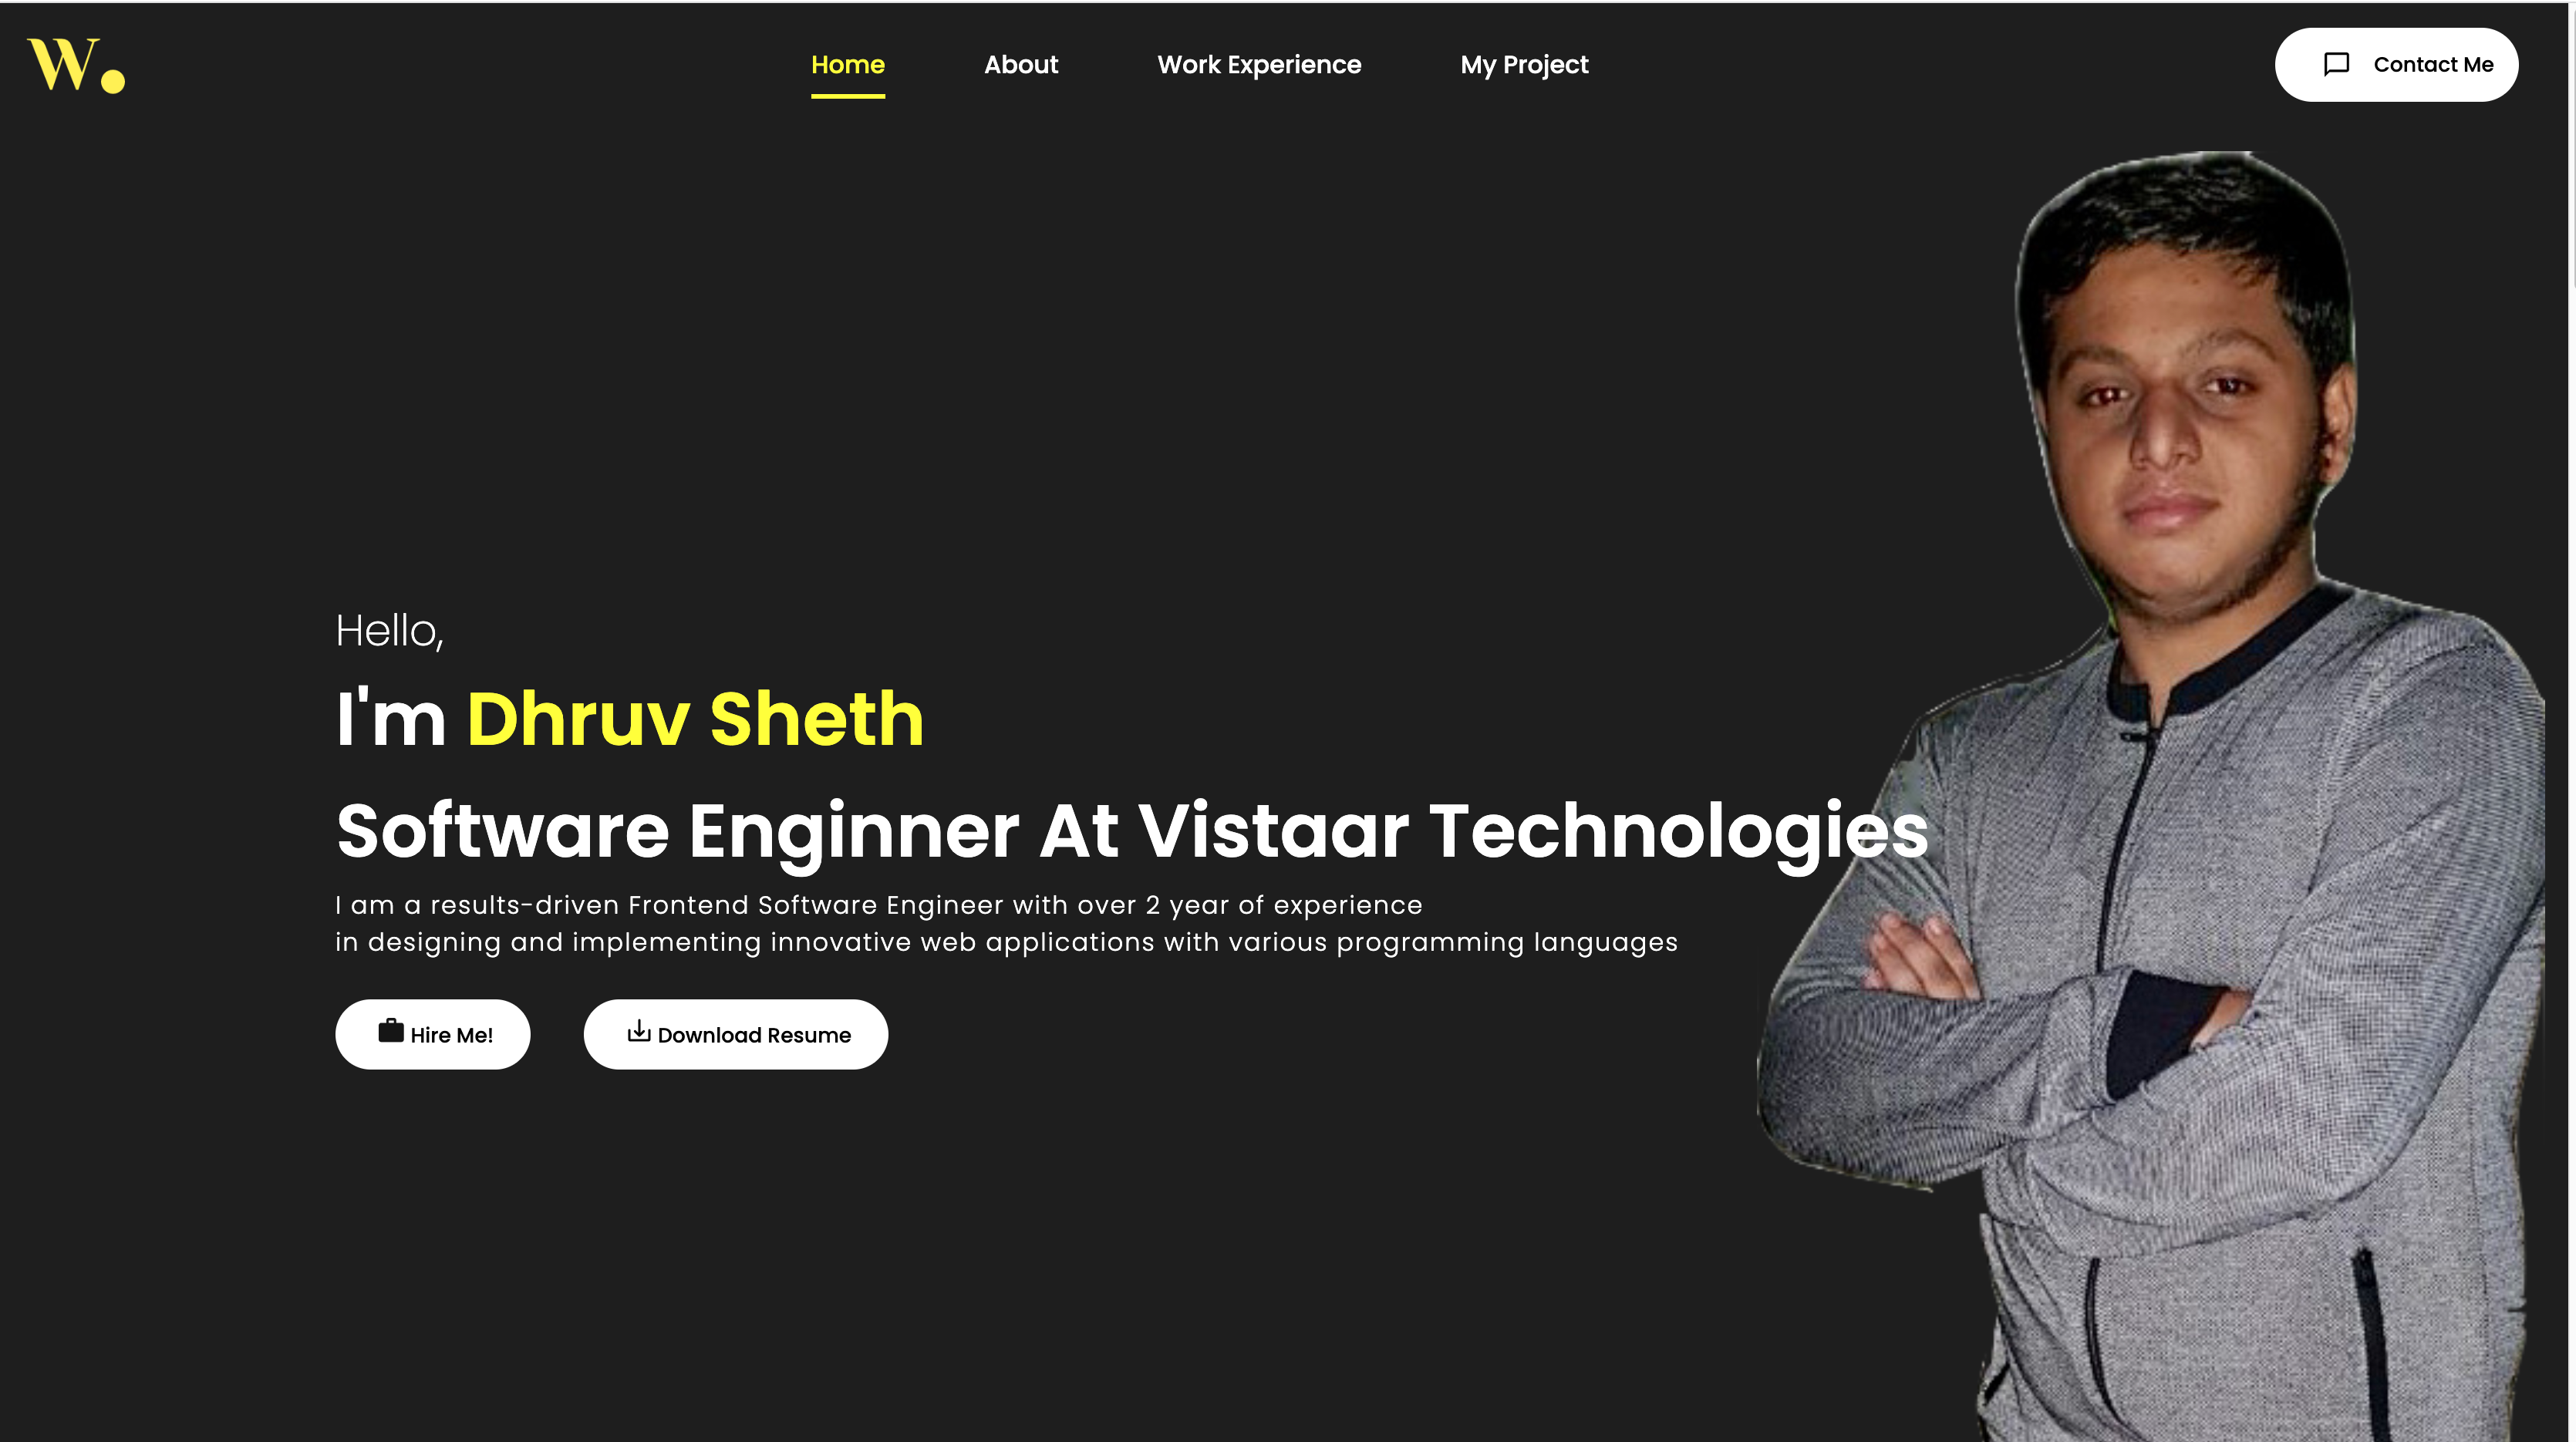 W.
Home About Work Experience My Project
Contact Me
Hello,
I'm Dhruv Sheth
Software Enginner At Vistaar Technologies
I am a results-driven Frontend Software Engineer with over 2 year of experience
in designing and implementing innovative web applications with various programming languages
Hire Me! Download Resume